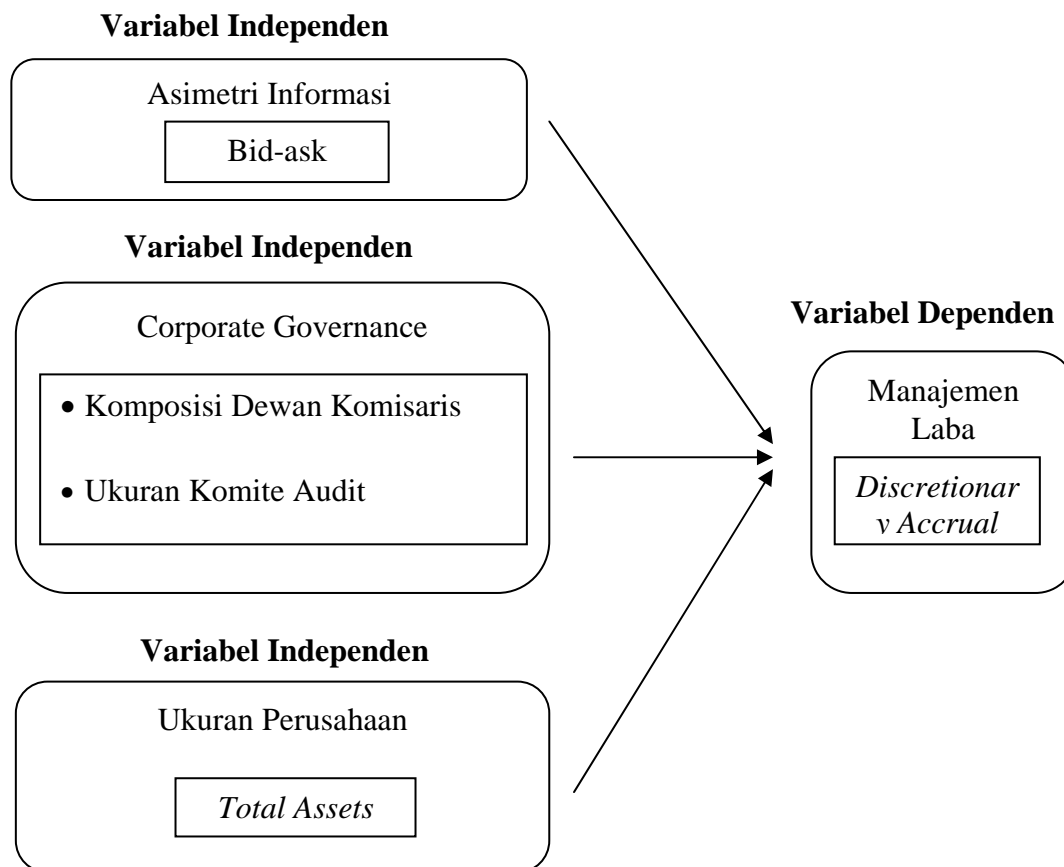 Variabel Independen
Asimetri Informasi
Bid-ask
Variabel Independen
Corporate Governance
• Komposisi Dewan Komisaris
• Ukuran Komite Audit
Variabel Independen
Ukuran Perusahaan
Total Assets
Variabel Dependen
Manajemen
Laba
Discretionar
y Accrual